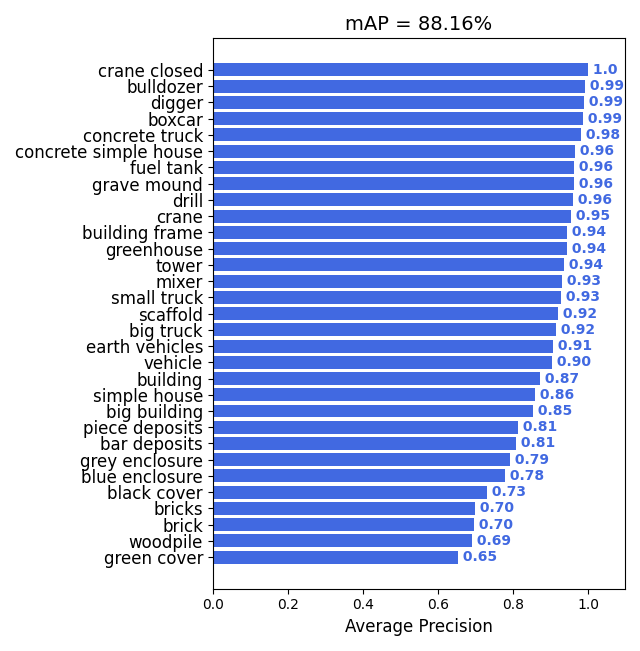 mAP = 88.16%
crane closed 1.0
bulldozer 0.99
digger 0.99
boxcar 0.99
concrete truck 0.98
concrete simple house 0.96
fuel tank 0.96
grave mound 0.96
drill 0.96
crane 0.95
building frame 0.94
greenhouse 0.94
tower 0.94
mixer 0.93
small truck 0.93
scaffold 0.92
big truck 0.92
earth vehicles 0.91
vehicle 0.90
building 0.87
simple house 0.86
big building 0.85
piece deposits 0.81
bar deposits 0.81
grey enclosure 0.79
blue enclosure 0.78
black cover 0.73
bricks 0.70
brick 0.70
woodpile 0.69
green cover 0.65
0.0 0.2 0.4 0.6 0.8 1.0
Average Precision